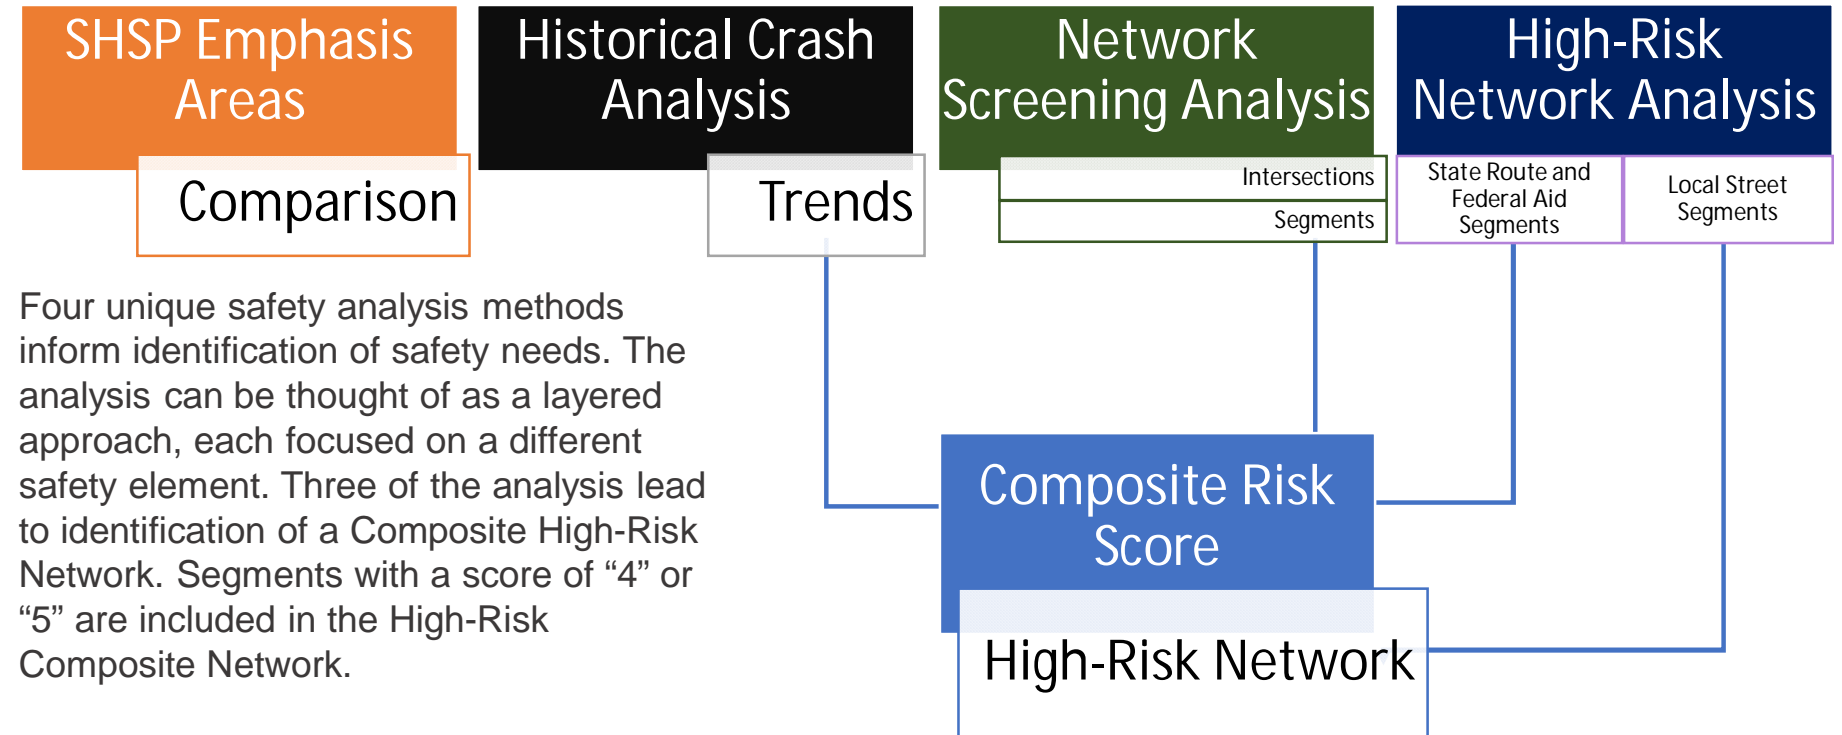 SHSP Emphasis
Areas
Comparison
Historical Crash
Analysis
Trends
Network
Screening Analysis
Intersections
Segments
High-Risk
Network Analysis
State Route and
Federal Aid
Segments
Local Street
Segments
Four unique safety analysis methods
inform identification of safety needs. The
analysis can be thought of as a layered
approach, each focused on a different
safety element. Three of the analysis lead
to identification of a Composite High-Risk
Network. Segments with a score of “4” or
“5” are included in the High-Risk
Composite Network.
Composite Risk
Score
High-Risk Network